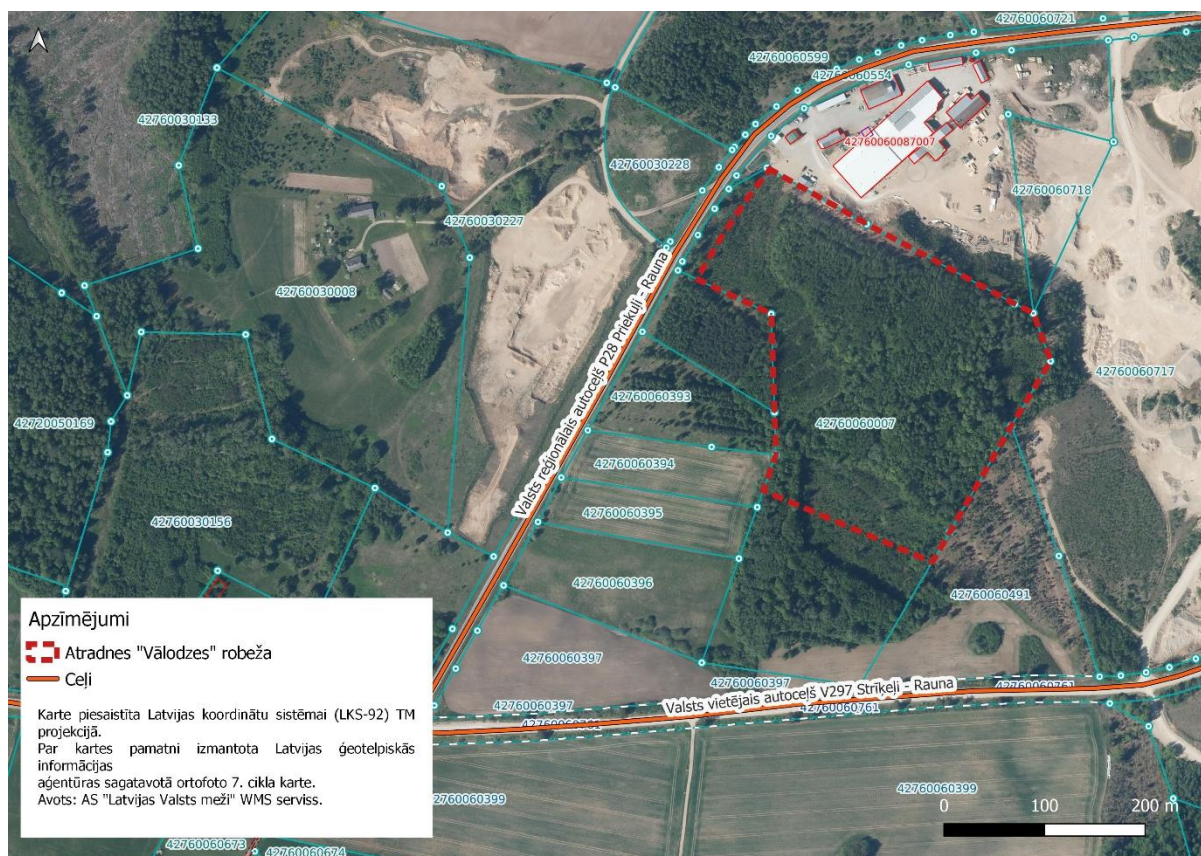 42760060721
42760060599
42760060554
42760030133
42760060087007
42760030228
42760060718
42760030227
42760030008
Valsts reģionālais autoceļš P28 Priekuļi - Rauna
42760060717
42760060393
42720050169
42760060007
42760060394
42760060395
42760030156
42760060396
42760060491
42760060397
42760060397
42760060761
Valsts vietējais autoceļš V297 Strīķeļi - Rauna
42760060397
42760060761
42760060399
42760060399
42760060673
42760060674
Apzīmējumi
Atradnes "Vālodzes" robeža
Ceļi
Karte piesaistīta Latvijas koordinātu sistēmai (LKS-92) TM
projekcijā.
Par kartes pamatni izmantota Latvijas ģeotelpiskās
informācijas
aģentūras sagatavotā ortofoto 7. cikla karte.
Avots: AS "Latvijas Valsts meži" WMS serviss.
0 100 200 m